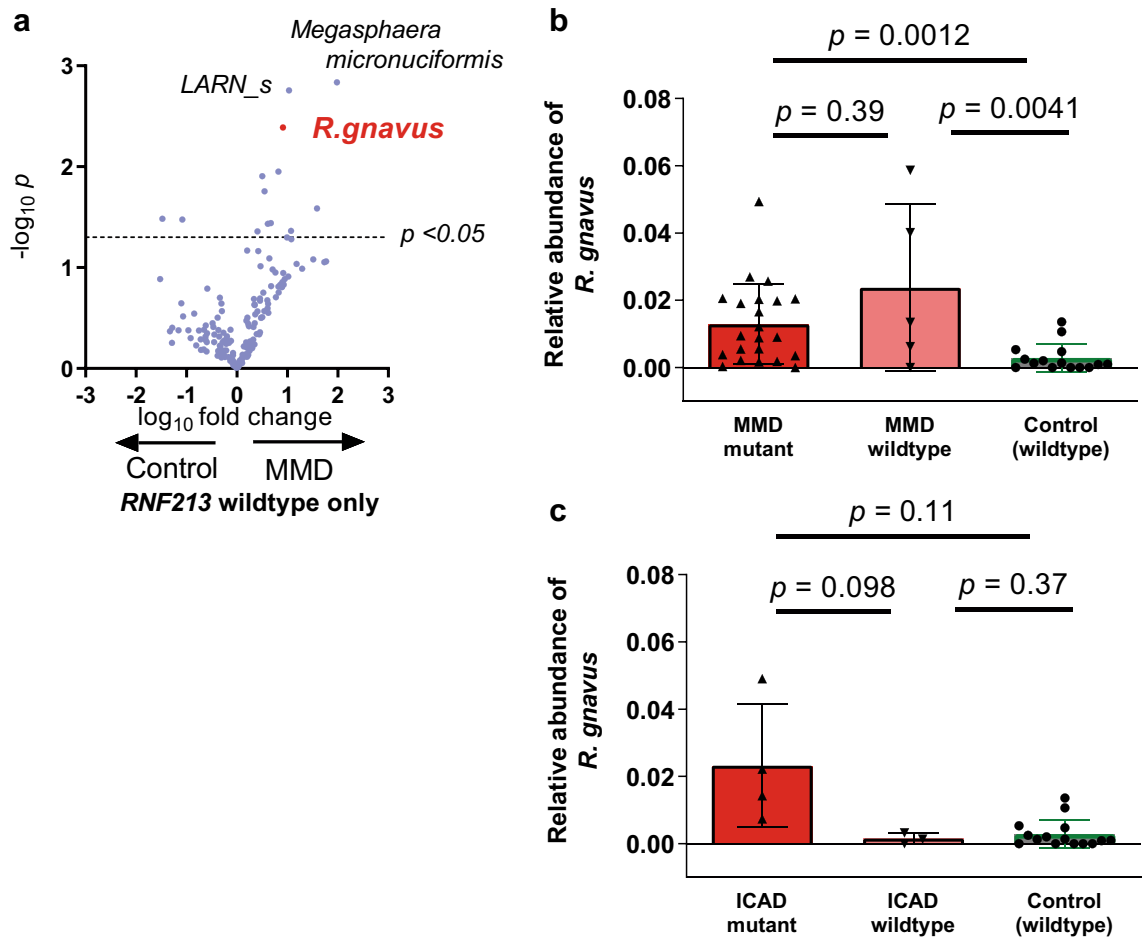 a
Megasphaera
micronuciformis
LARN_s
R.gnavus
3
2
1
0
-log10 p
p <0.05
-3 -2 -1 0 1 2 3
log10 fold change
Control MMD
RNF213 wildtype only
b
p = 0.0012
p = 0.39 p = 0.0041
Relative abundance of
R. gnavus
0.08
0.06
0.04
0.02
0.00
MMD
mutant
MMD
wildtype
Control
(wildtype)
c
p = 0.11
p = 0.098 p = 0.37
Relative abundance of
R. gnavus
0.08
0.06
0.04
0.02
0.00
ICAD
mutant
ICAD
wildtype
Control
(wildtype)